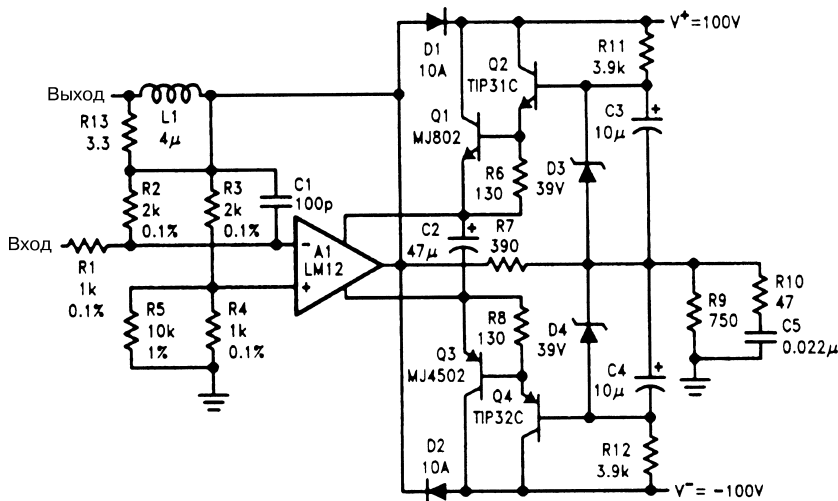 V⁺=100V
D1
10A
Q2
TIP31C
R11
3.9k
Выход
L1
4μ
R13
3.3
Q1
MJ802
C3
10μ
+
R2
2k
0.1%
R3
2k
0.1%
C1
100p
R6
130
D3
39V
Вход
R1
1k
0.1%
−
A1
LM12
+
C2
47μ
+
R7
390
R5
10k
1%
R4
1k
0.1%
R8
130
D4
39V
R9
750
R10
47
C5
0.022μ
Q3
MJ4502
Q4
TIP32C
C4
10μ
+
D2
10A
R12
3.9k
V⁻= −100V